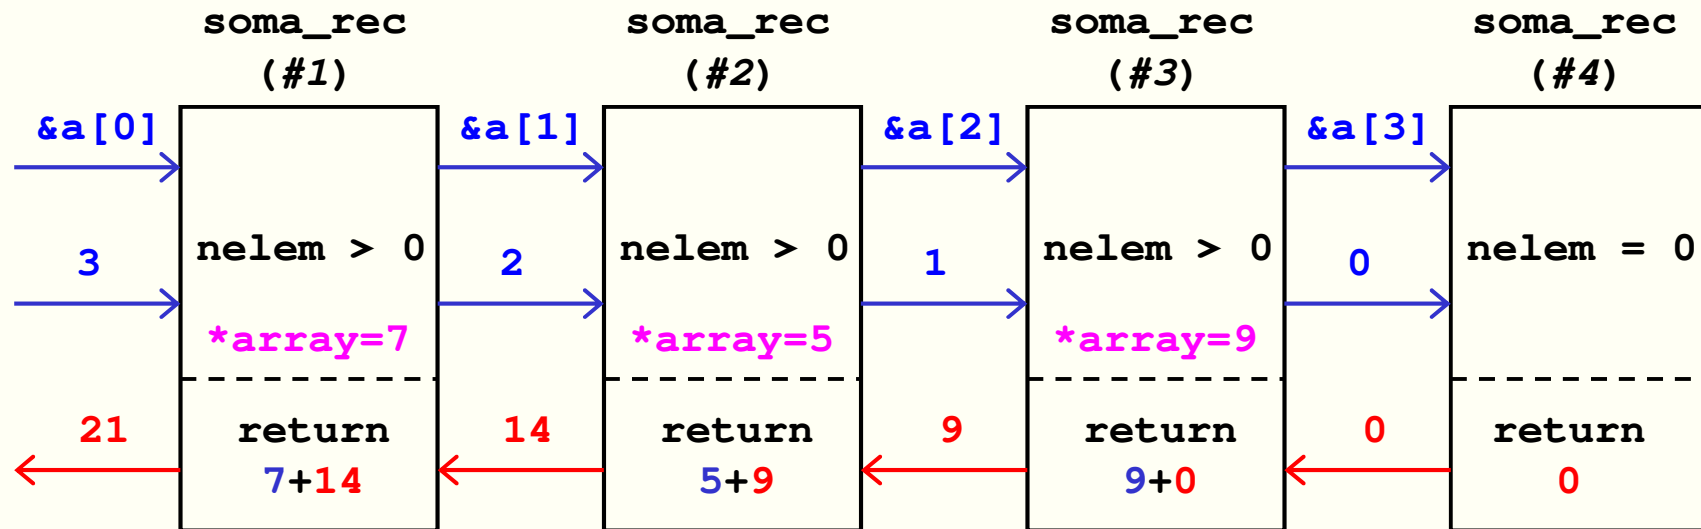 soma_rec soma_rec soma_rec soma_rec
(#1) (#2) (#3) (#4)
&a[0] &a[1] &a[2] &a[3]
3 nelem > 0 2 nelem > 0 1 nelem > 0 0 nelem = 0
*array=7 *array=5 *array=9
21 return 14 return 9 return 0 return
7+14 5+9 9+0 0